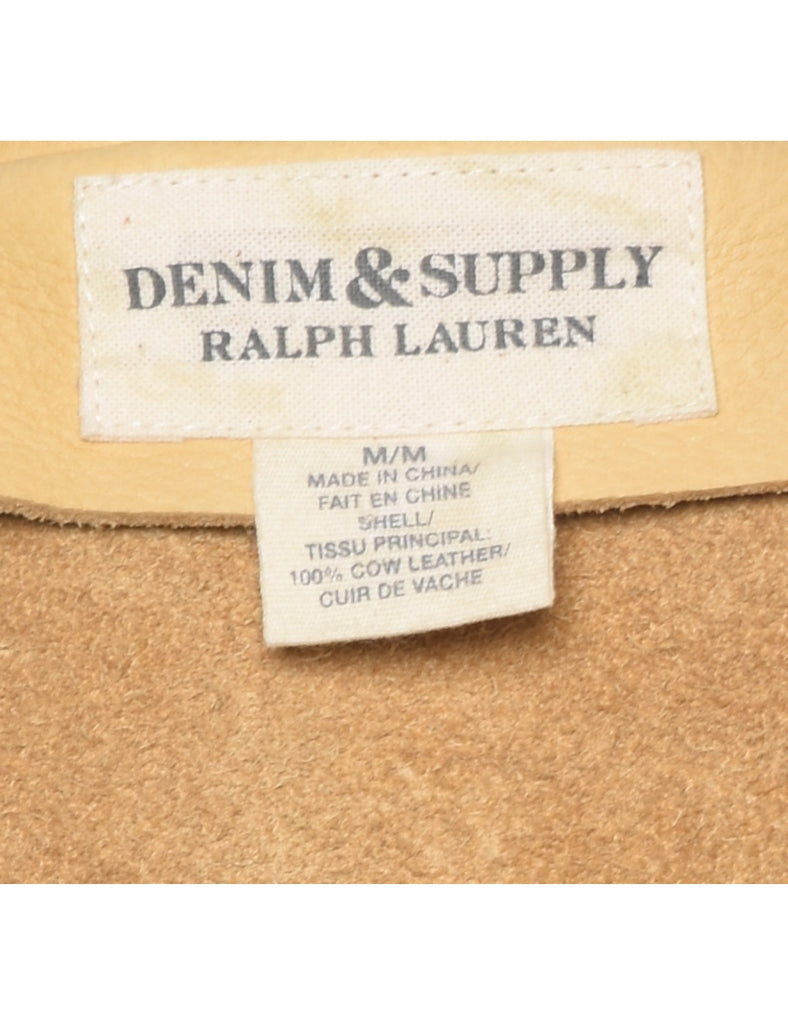 DENIM & SUPPLY
RALPH LAUREN
M/M
MADE IN CHINA/
FAIT EN CHINE
SHELL/
TISSU PRINCIPAL:
100% COW LEATHER/
CUIR DE VACHE